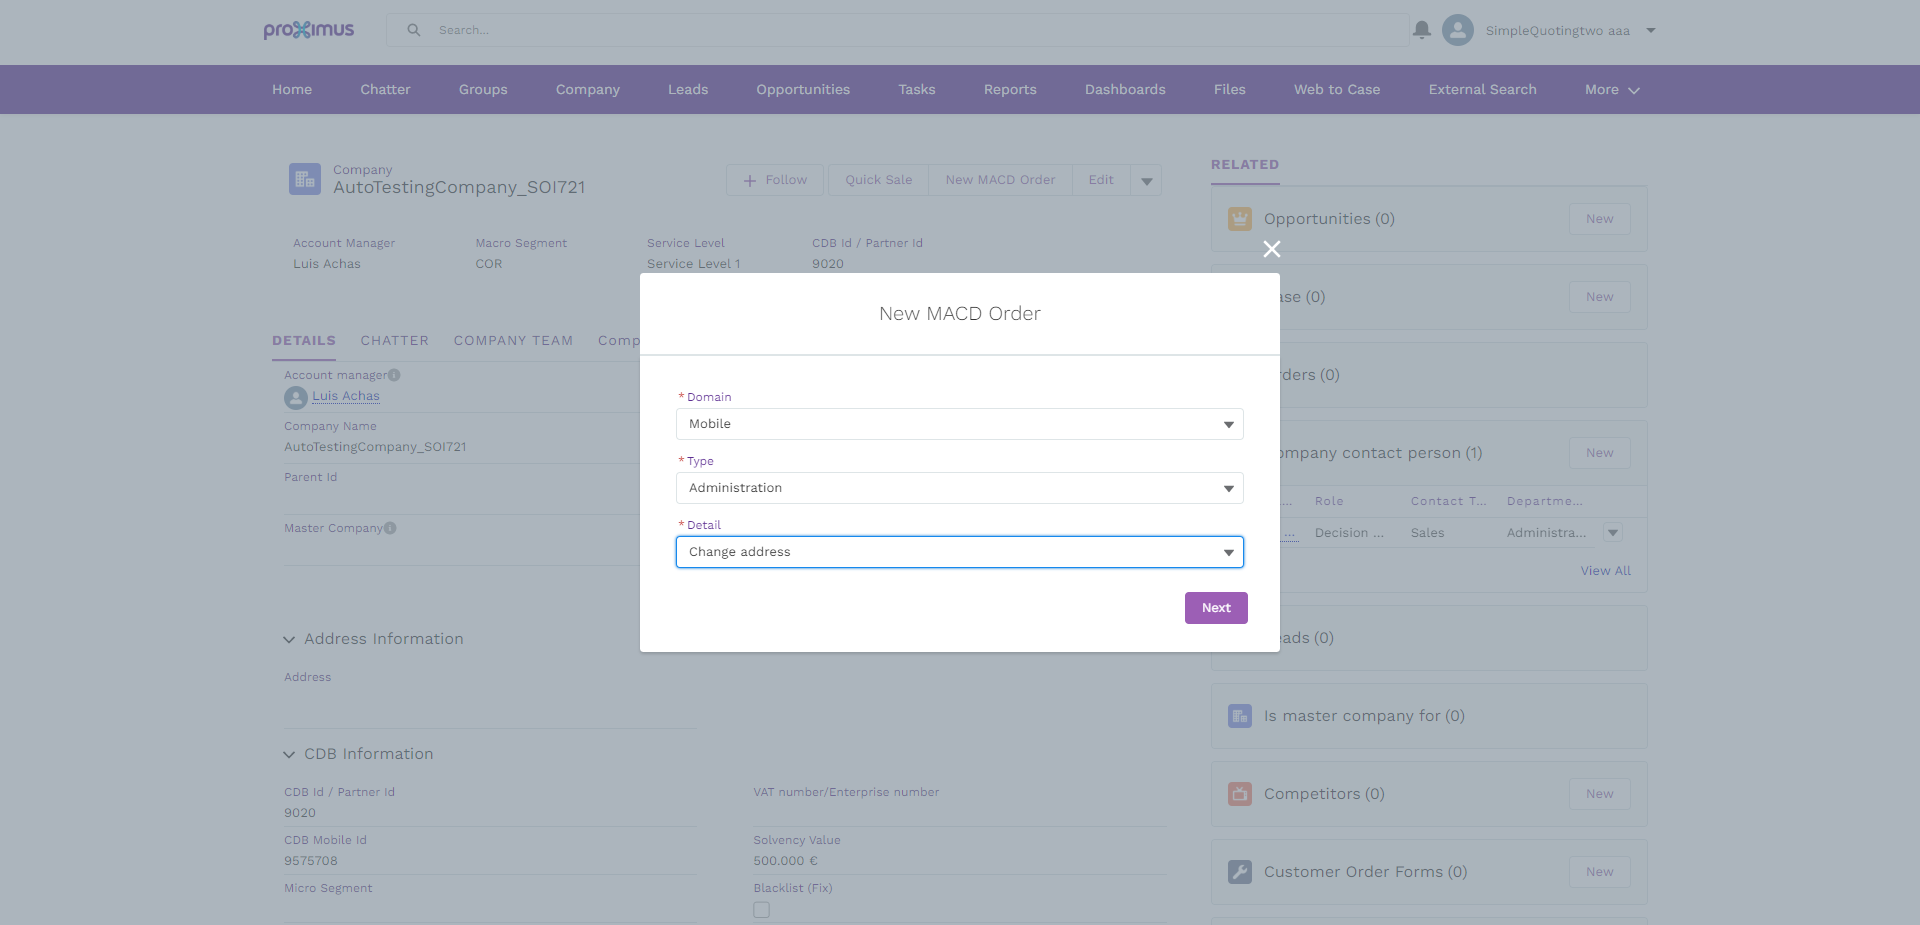 proximus
Search...
SimpleQuotingtwo aaa
Home Chatter Groups Company Leads Opportunities Tasks Reports Dashboards Files Web to Case External Search More
Company
AutoTestingCompany_SOI721
Follow Quick Sale New MACD Order Edit
Account Manager Macro Segment Service Level CDB Id / Partner Id
Luis Achas COR Service Level 1 9020
DETAILS CHATTER COMPANY TEAM Comp
Account manager
Luis Achas
Company Name
AutoTestingCompany_SOI721
Parent Id
Master Company
Address Information
Address
CDB Information
CDB Id / Partner Id VAT number/Enterprise number
9020
CDB Mobile Id Solvency Value
9575708 500.000 €
Micro Segment Blacklist (Fix)
New MACD Order
* Domain
Mobile
* Type
Administration
* Detail
Change address
Next
RELATED
Opportunities (0) New
ase (0) New
ders (0)
ompany contact person (1) New
... Role Contact T... Departme...
... Decision ... Sales Administra...
View All
eads (0)
Is master company for (0)
Competitors (0) New
Customer Order Forms (0) New